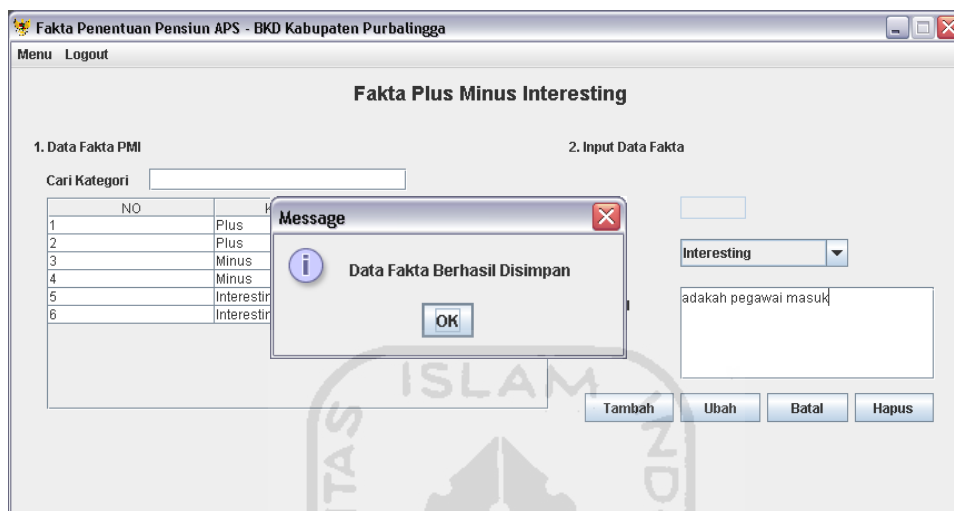 Fakta Penentuan Pensiun APS - BKD Kabupaten Purbalingga
Menu Logout
Fakta Plus Minus Interesting
1. Data Fakta PMI
2. Input Data Fakta
Cari Kategori
NO
1 Plus
2 Plus
3 Minus
4 Minus
5
6
Message
Data Fakta Berhasil Disimpan
OK
Interesting
adakah pegawai masuk
Tambah Ubah Batal Hapus
ISLAM